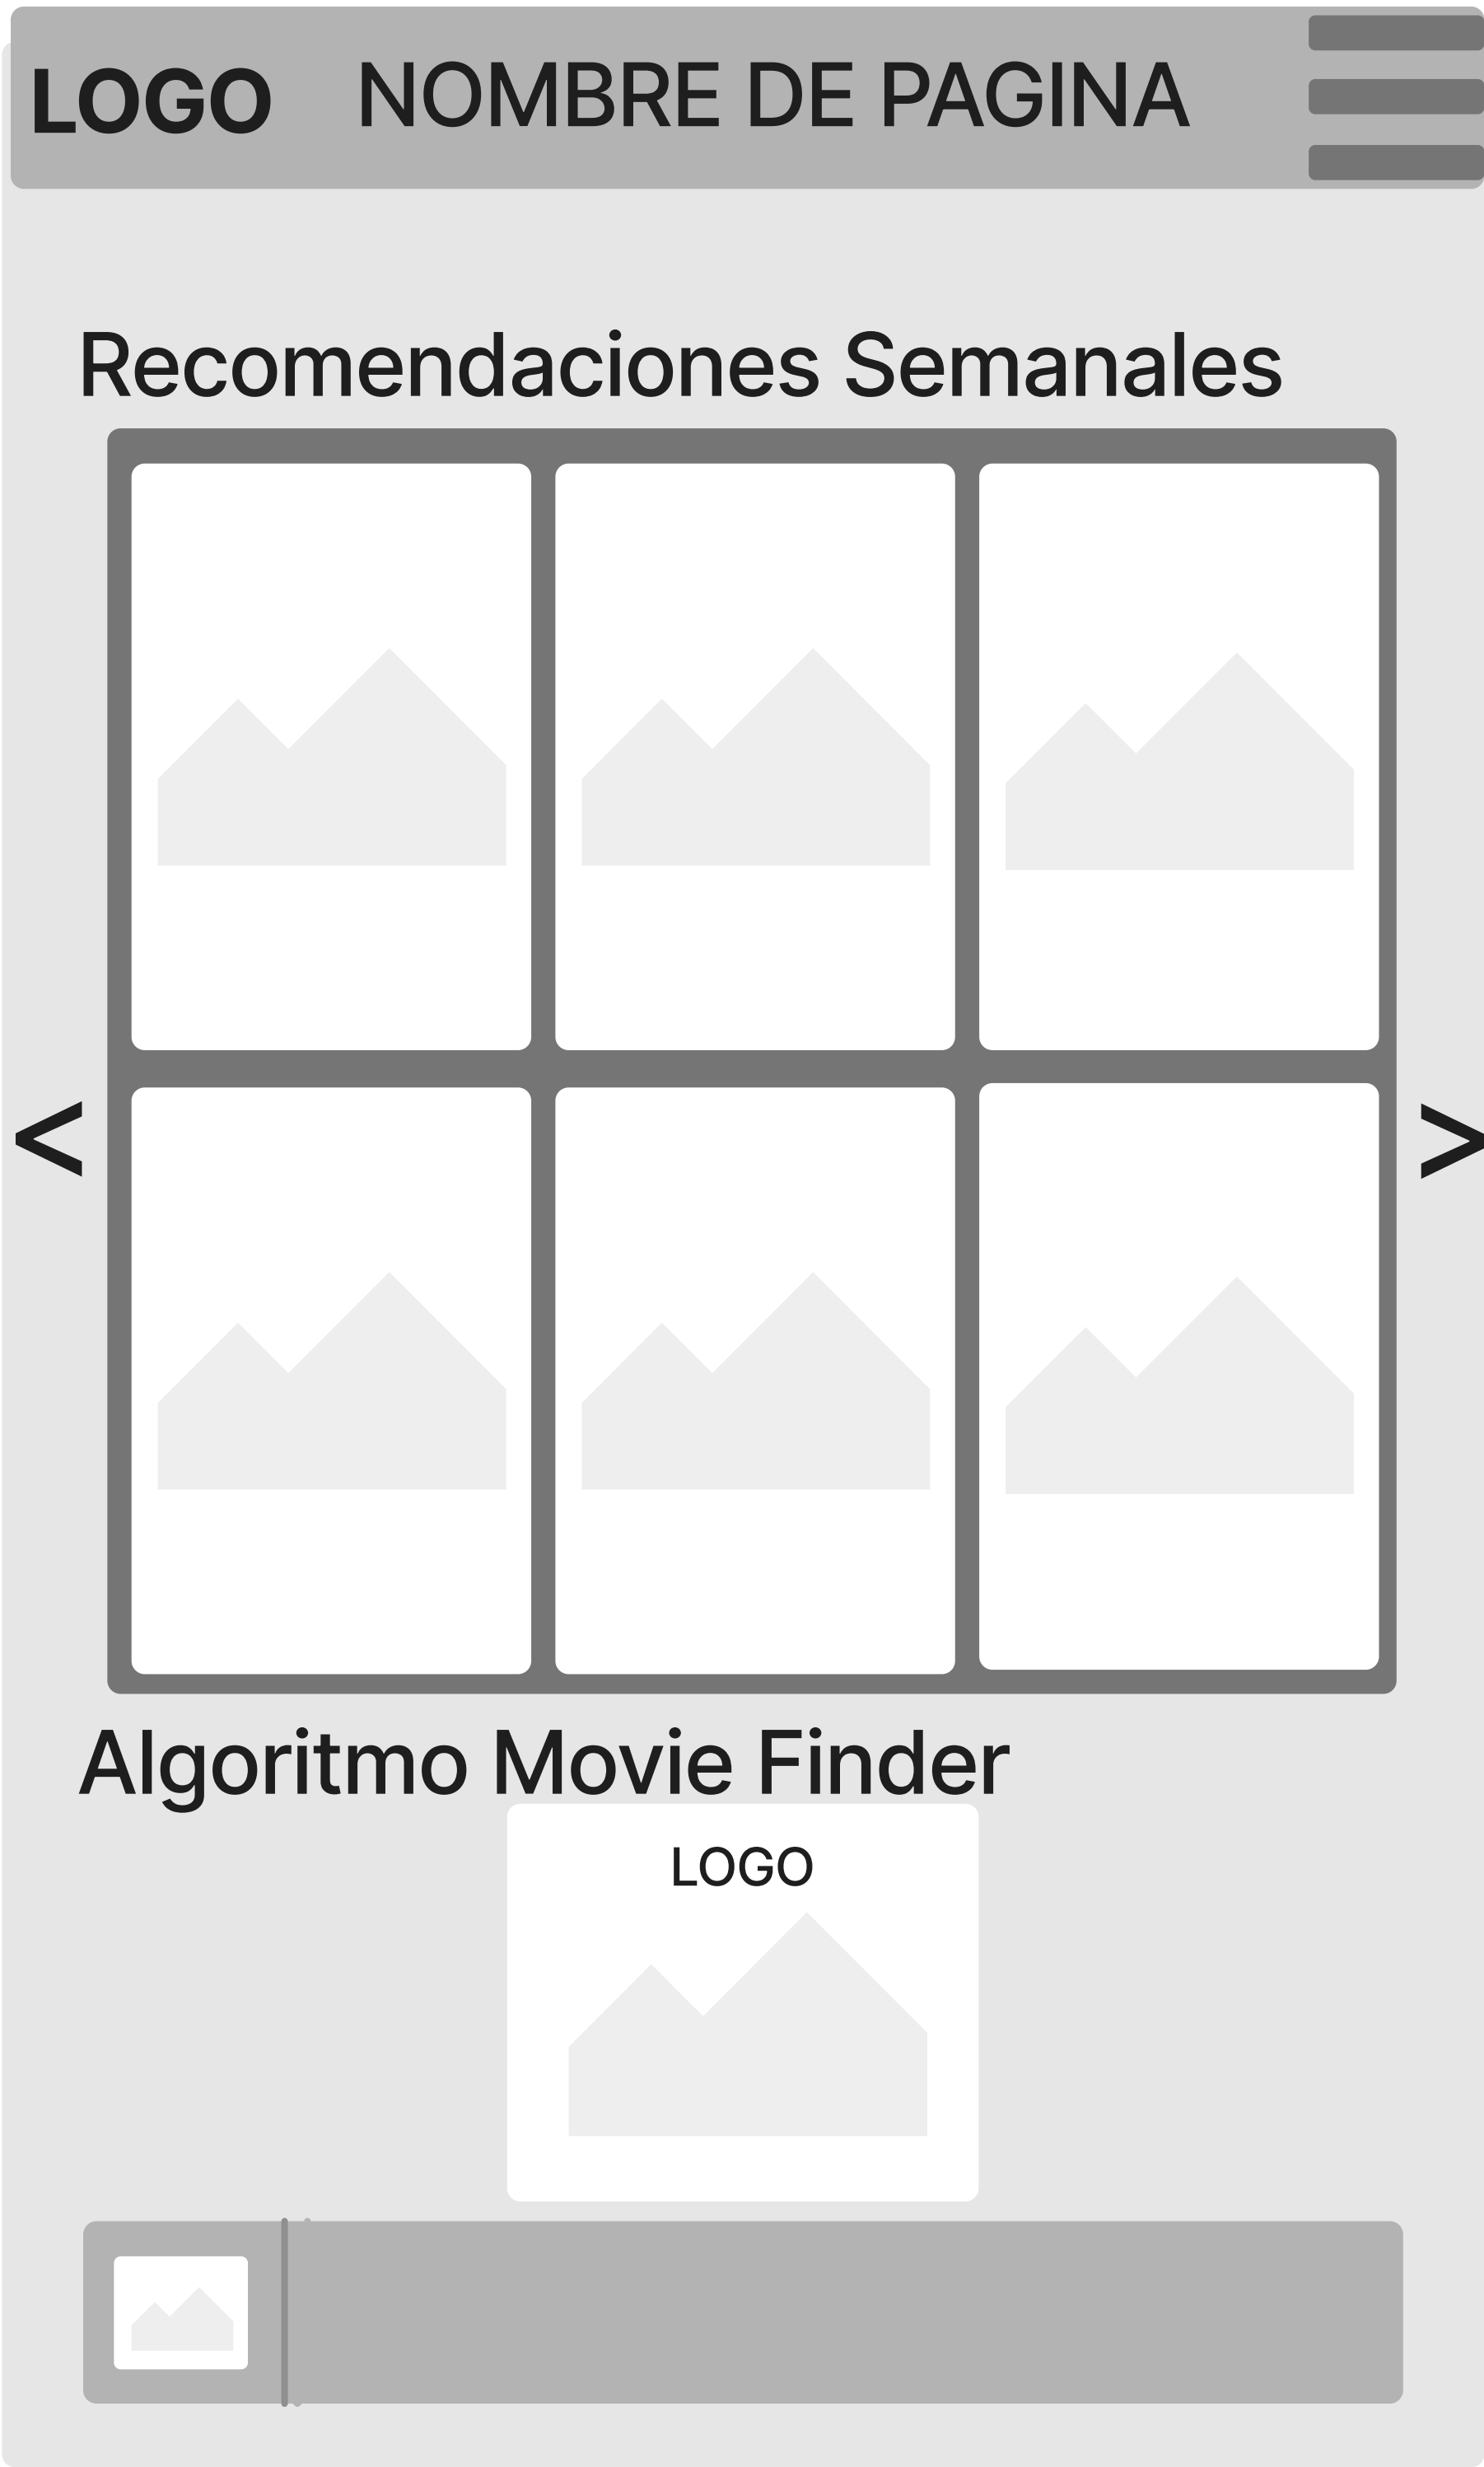 LOGO NOMBRE DE PAGINA
Recomendaciones Semanales
< >
Algoritmo Movie Finder
LOGO